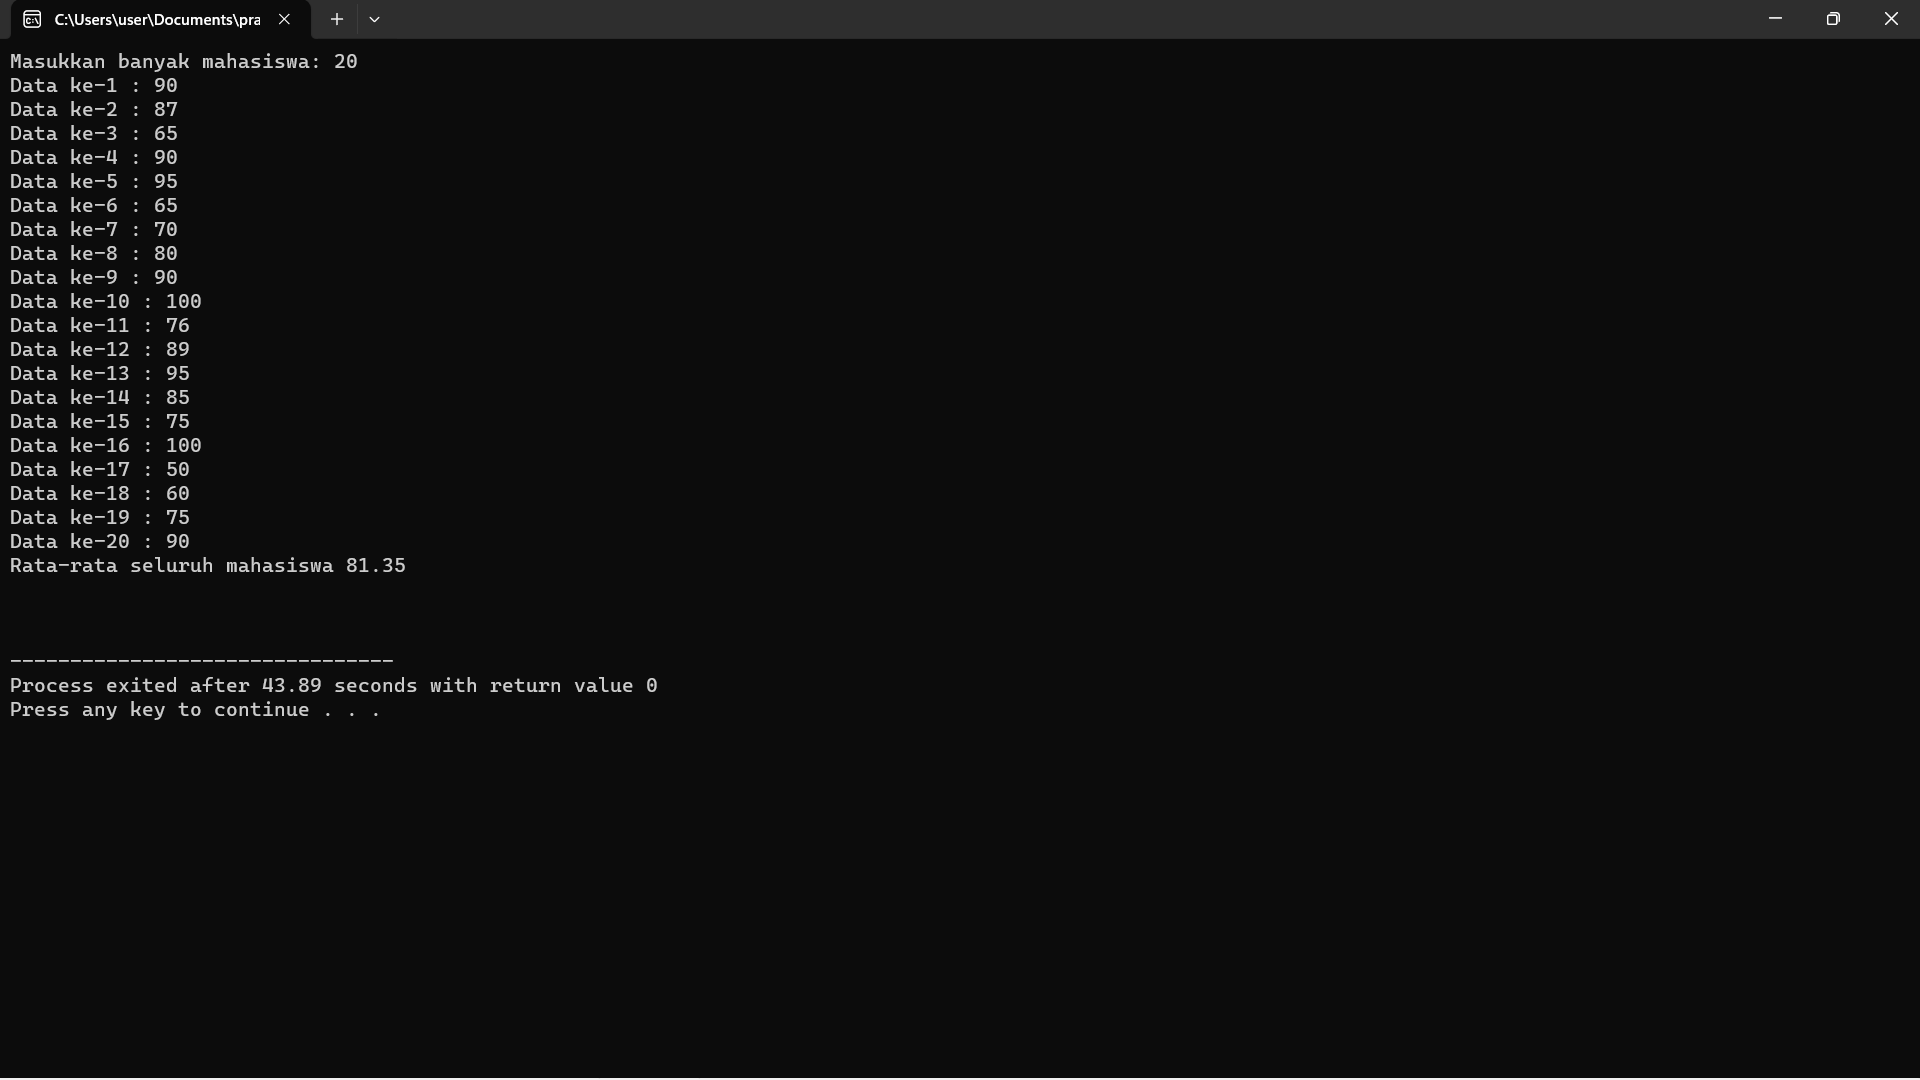 C:\Users\user\Documents\pra
Masukkan banyak mahasiswa: 20
Data ke-1 : 90
Data ke-2 : 87
Data ke-3 : 65
Data ke-4 : 90
Data ke-5 : 95
Data ke-6 : 65
Data ke-7 : 70
Data ke-8 : 80
Data ke-9 : 90
Data ke-10 : 100
Data ke-11 : 76
Data ke-12 : 89
Data ke-13 : 95
Data ke-14 : 85
Data ke-15 : 75
Data ke-16 : 100
Data ke-17 : 50
Data ke-18 : 60
Data ke-19 : 75
Data ke-20 : 90
Rata-rata seluruh mahasiswa 81.35
--------------------------------
Process exited after 43.89 seconds with return value 0
Press any key to continue . . .